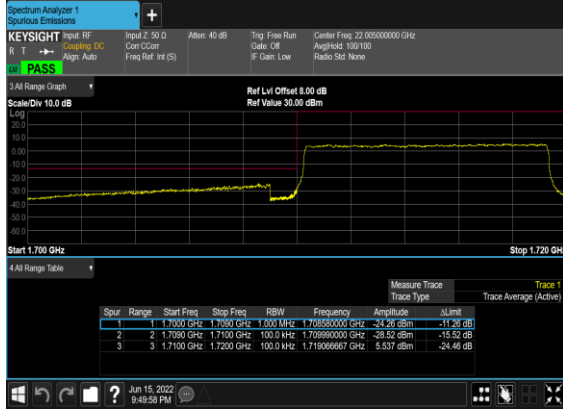 Spectrum Analyzer 1
Spurious Emissions
+
KEYSIGHT Input: RF Input Z: 50 Ω Atten: 40 dB Trig: Free Run Center Freq: 22.005000000 GHz
R T Coupling: DC Corr CCorr Gate: Off Avg|Hold: 100/100
Align: Auto Freq Ref: Int (S) IF Gain: Low Radio Std: None
PASS
3 All Range Graph
Ref Lvl Offset 8.00 dB
Scale/Div 10.0 dB Ref Value 30.00 dBm
Log
20.0
10.0
0.00
-10.0
-20.0
-30.0
-40.0
-50.0
-60.0
Start 1.700 GHz Stop 1.720 GHz
4 All Range Table
Measure Trace Trace 1
Trace Type Trace Average (Active)
Spur Range Start Freq Stop Freq RBW Frequency Amplitude ΔLimit
1 1 1.7000 GHz 1.7090 GHz 1.000 MHz 1.708580000 GHz -24.26 dBm -11.26 dB
2 2 1.7090 GHz 1.7100 GHz 100.0 kHz 1.709990000 GHz -28.52 dBm -15.52 dB
3 3 1.7100 GHz 1.7200 GHz 100.0 kHz 1.719066667 GHz 5.537 dBm -24.46 dB
? Jun 15, 2022
9:49:58 PM